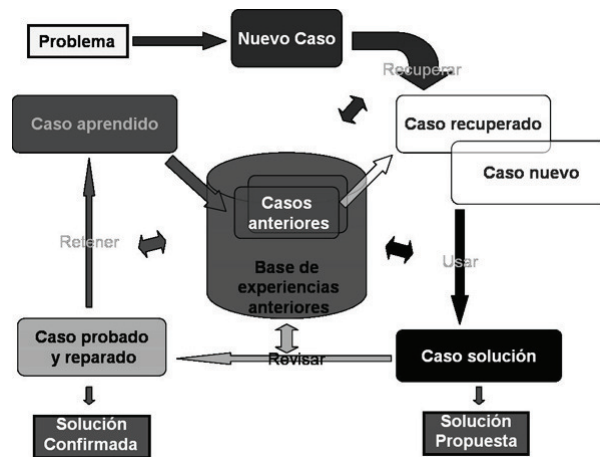 Problema
Nuevo Caso
Recuperar
Caso aprendido
Caso recuperado
Caso nuevo
Casos
anteriores
Retener
Usar
Base de
experiencias
anteriores
Caso probado
y reparado
Revisar
Caso solución
Solución
Confirmada
Solución
Propuesta